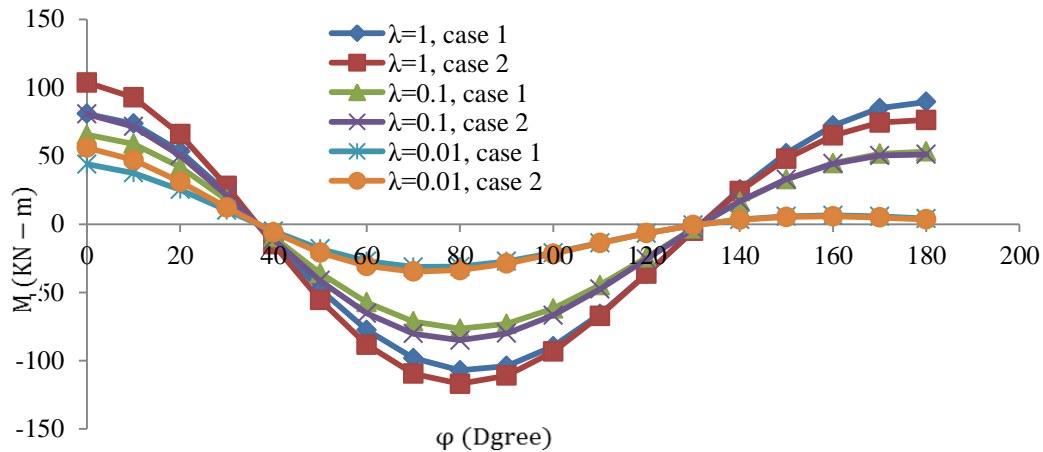 150
100
50
0
-50
-100
-150
M (KN − m)
λ=1, case 1
λ=1, case 2
λ=0.1, case 1
λ=0.1, case 2
λ=0.01, case 1
λ=0.01, case 2
0 20 40 60 80 100 120 140 160 180 200
φ (Dgree)